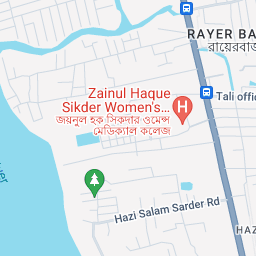 RAYER BA
রায়েরবাজ
Zainul Haque
Sikder Women's...
জয়নুল হক সিকদার ওমেন্স
মেডিক্যাল কলেজ
H
Tali offic
Hazi Salam Sarder Rd
HAZ
ver